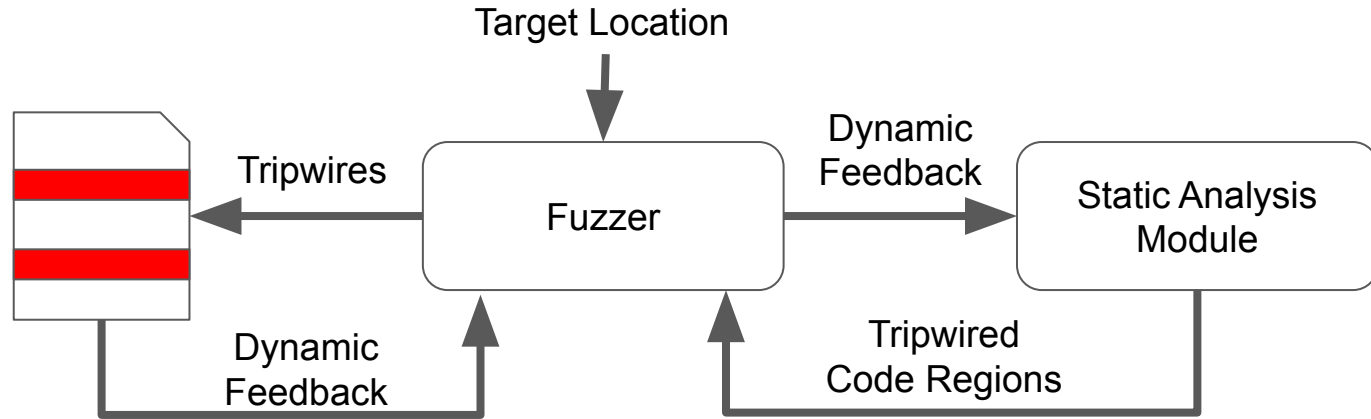 Target Location
Tripwires
Fuzzer
Dynamic
Feedback
Static Analysis
Module
Dynamic
Feedback
Tripwired
Code Regions